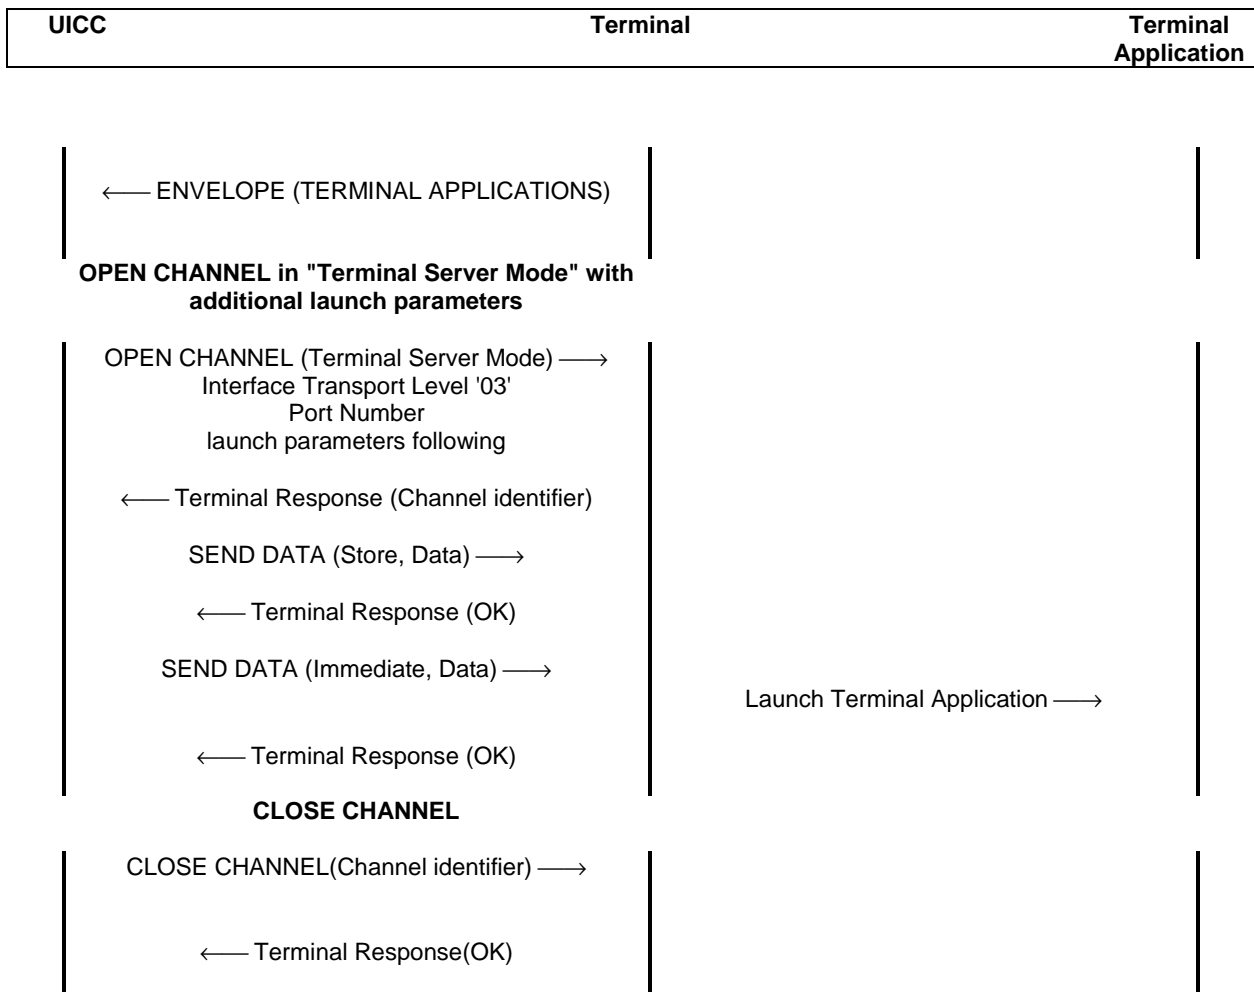 UICC Terminal Terminal
Application
← ENVELOPE (TERMINAL APPLICATIONS)
OPEN CHANNEL in "Terminal Server Mode" with
additional launch parameters
OPEN CHANNEL (Terminal Server Mode) →
Interface Transport Level '03'
Port Number
launch parameters following
← Terminal Response (Channel identifier)
SEND DATA (Store, Data) →
← Terminal Response (OK)
SEND DATA (Immediate, Data) →
Launch Terminal Application →
← Terminal Response (OK)
CLOSE CHANNEL
CLOSE CHANNEL(Channel identifier) →
← Terminal Response(OK)